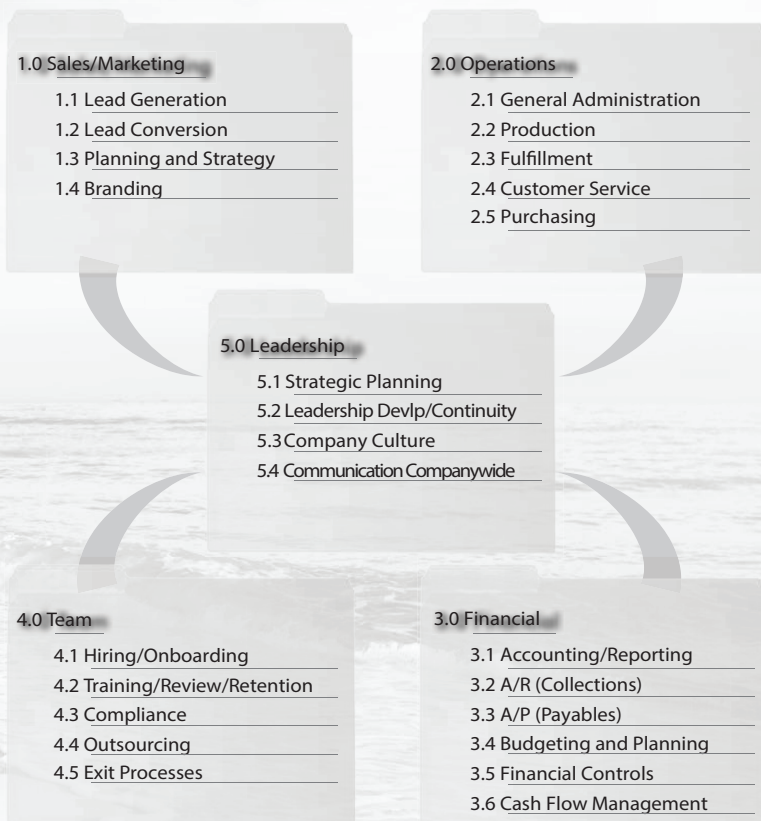 1.0 Sales/Marketing
1.1 Lead Generation
1.2 Lead Conversion
1.3 Planning and Strategy
1.4 Branding
2.0 Operations
2.1 General Administration
2.2 Production
2.3 Fulfillment
2.4 Customer Service
2.5 Purchasing
5.0 Leadership
5.1 Strategic Planning
5.2 Leadership Devlp/Continuity
5.3 Company Culture
5.4 Communication Companywide
4.0 Team
4.1 Hiring/Onboarding
4.2 Training/Review/Retention
4.3 Compliance
4.4 Outsourcing
4.5 Exit Processes
3.0 Financial
3.1 Accounting/Reporting
3.2 A/R (Collections)
3.3 A/P (Payables)
3.4 Budgeting and Planning
3.5 Financial Controls
3.6 Cash Flow Management